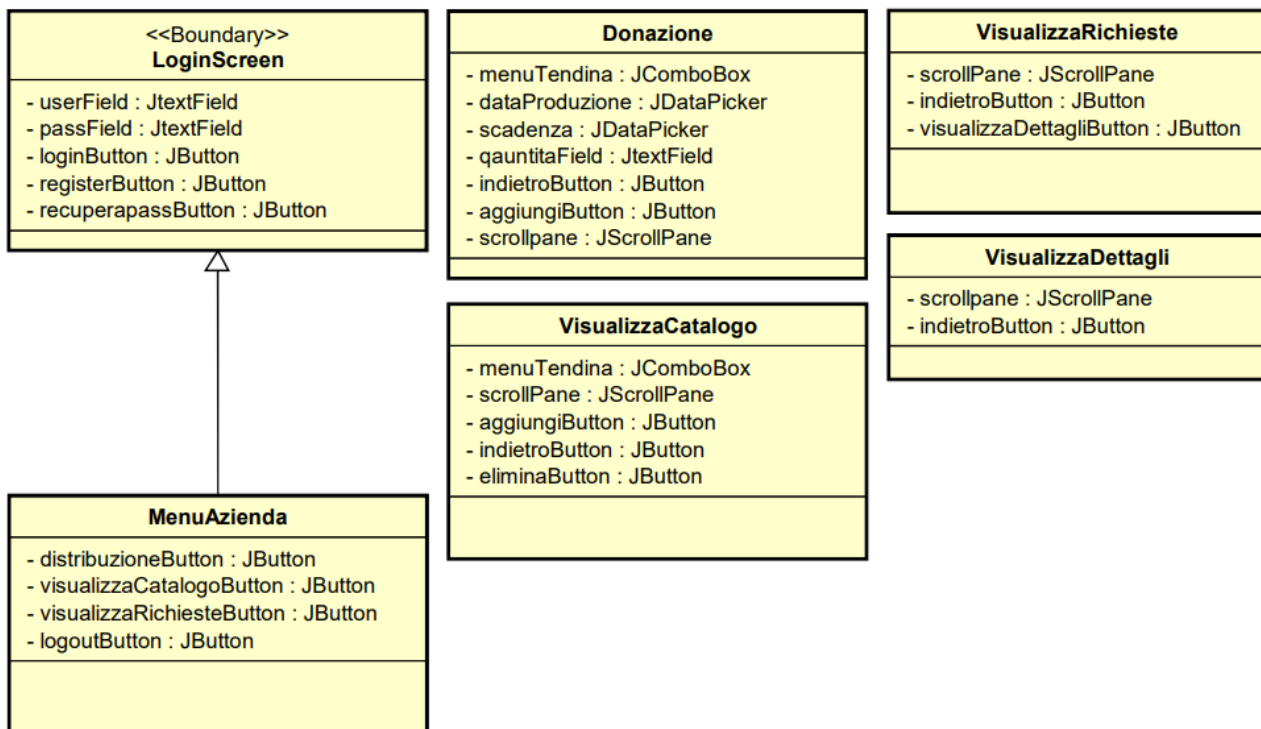 <<Boundary>>
LoginScreen
- userField : JtextField
- passField : JtextField
- loginButton : JButton
- registerButton : JButton
- recuperapassButton : JButton
MenuAzienda
- distribuzioneButton : JButton
- visualizzaCatalogoButton : JButton
- visualizzaRichiesteButton : JButton
- logoutButton : JButton
Donazione
- menuTendina : JComboBox
- dataProduzione : JDataPicker
- scadenza : JDataPicker
- qauntitaField : JtextField
- indietroButton : JButton
- aggiungiButton : JButton
- scrollpane : JScrollPane
VisualizzaCatalogo
- menuTendina : JComboBox
- scrollPane : JScrollPane
- aggiungiButton : JButton
- indietroButton : JButton
- eliminaButton : JButton
VisualizzaRichieste
- scrollPane : JScrollPane
- indietroButton : JButton
- visualizzaDettagliButton : JButton
VisualizzaDettagli
- scrollpane : JScrollPane
- indietroButton : JButton